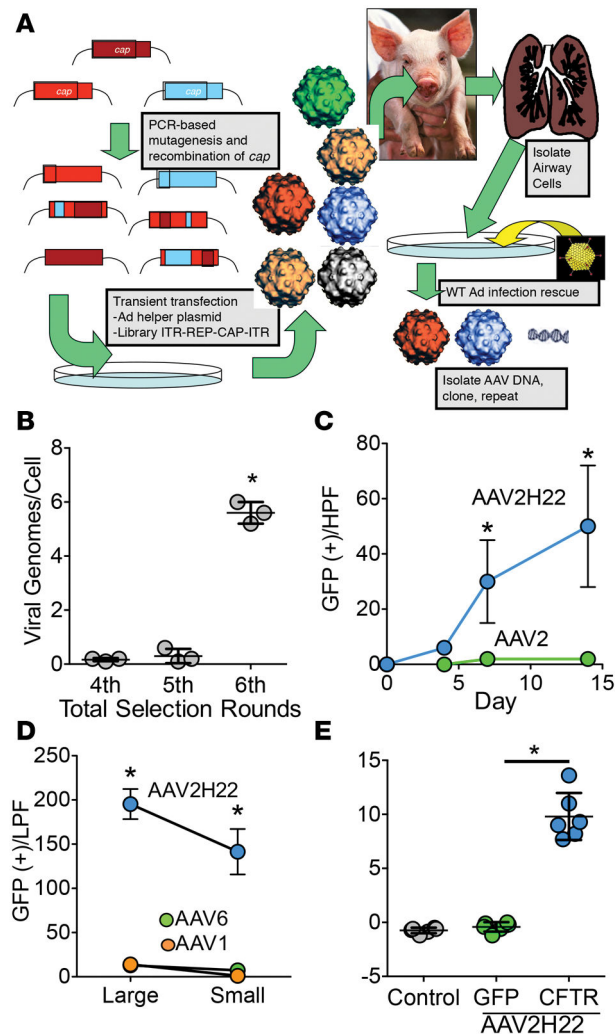 A
cap
cap
cap
PCR-based
mutagenesis and
recombination of cap
Transient transfection
-Ad helper plasmid
-Library ITR-REP-CAP-ITR
Isolate
Airway
Cells
WT Ad infection rescue
Isolate AAV DNA,
clone, repeat
B
Viral Genomes/Cell
8
6
4
2
0
*
4th
5th
6th
Total Selection Rounds
C
GFP (+)/HPF
80
60
40
20
0
*
*
AAV2H22
AAV2
0
5
10
15
Day
D
GFP (+)/LPF
250
200
150
100
50
0
*
AAV2H22
*
AAV6
AAV1
Large
Small
E
15
10
5
0
-5
*
Control
GFP
CFTR
AAV2H22